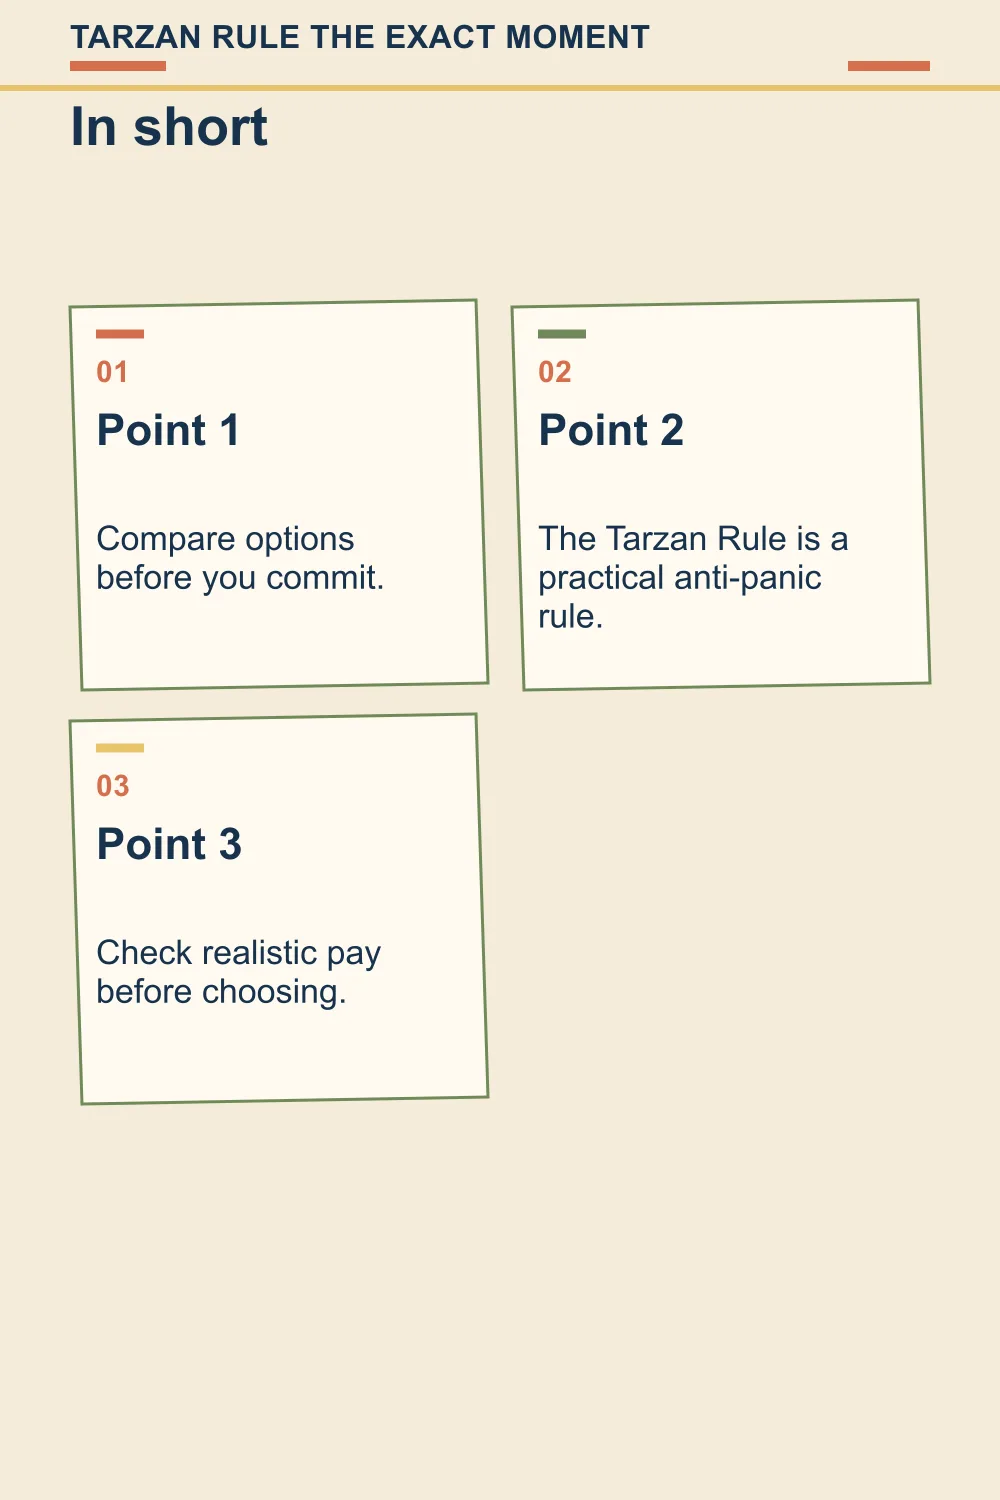 TARZAN RULE THE EXACT MOMENT
In short
01
Point 1
Compare options
before you commit.
02
Point 2
The Tarzan Rule is a
practical anti-panic
rule.
03
Point 3
Check realistic pay
before choosing.